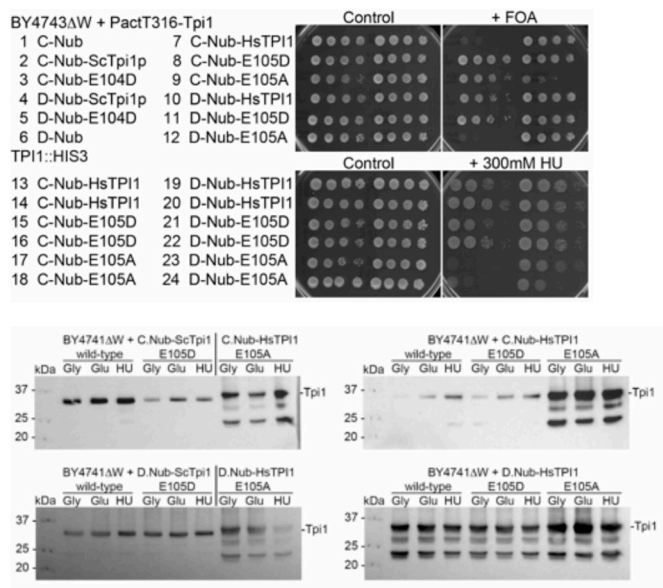 BY4743ΔW + PactT316-Tpi1
Control + FOA
1 C-Nub 7 C-Nub-HsTPI1
2 C-Nub-ScTpi1p 8 C-Nub-E105D
3 C-Nub-E104D 9 C-Nub-E105A
4 D-Nub-ScTpi1p 10 D-Nub-HsTPI1
5 D-Nub-E104D 11 D-Nub-E105D
6 D-Nub 12 D-Nub-E105A
TPI1::HIS3
Control + 300mM HU
13 C-Nub-HsTPI1 19 D-Nub-HsTPI1
14 C-Nub-HsTPI1 20 D-Nub-HsTPI1
15 C-Nub-E105D 21 D-Nub-E105D
16 C-Nub-E105D 22 D-Nub-E105D
17 C-Nub-E105A 23 D-Nub-E105A
18 C-Nub-E105A 24 D-Nub-E105A
BY4741ΔW + C.Nub-ScTpi1 C.Nub-HsTPI1
wild-type E105D E105A
kDa Gly Glu HU Gly Glu HU Gly Glu HU
37
-Tpi1
25
20
BY4741ΔW + C.Nub-HsTPI1
wild-type E105D E105A
kDa Gly Glu HU Gly Glu HU Gly Glu HU
37
-Tpi1
25
20
BY4741ΔW + D.Nub-ScTpi1 D.Nub-HsTPI1
wild-type E105D E105A
kDa Gly Glu HU Gly Glu HU Gly Glu HU
37
-Tpi1
25
20
BY4741ΔW + D.Nub-HsTPI1
wild-type E105D E105A
kDa Gly Glu HU Gly Glu HU Gly Glu HU
37
-Tpi1
25
20